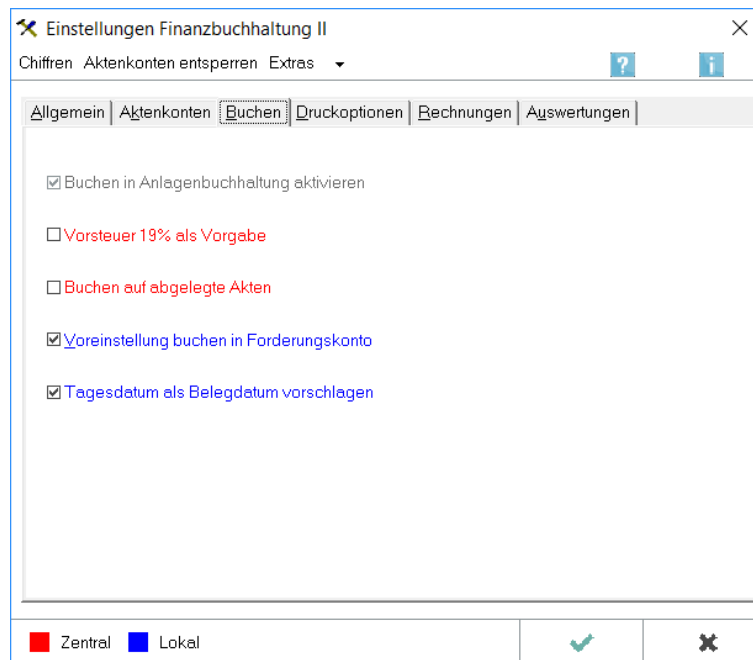 Einstellungen Finanzbuchhaltung II
Chiffren Aktenkonten entsperren Extras
Allgemein Aktenkonten Buchen Druckoptionen Rechnungen Auswertungen
Buchen in Anlagenbuchhaltung aktivieren
Vorsteuer 19% als Vorgabe
Buchen auf abgelegte Akten
Voreinstellung buchen in Forderungskonto
Tagesdatum als Belegdatum vorschlagen
Zentral Lokal